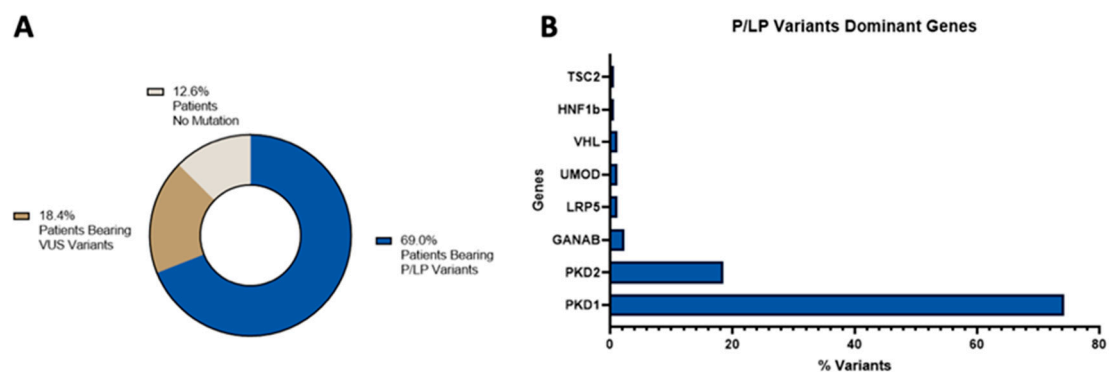 A
12.6%
Patients
No Mutation
18.4%
Patients Bearing
VUS Variants
69.0%
Patients Bearing
P/LP Variants
B
P/LP Variants Dominant Genes
Genes
TSC2
HNF1b
VHL
UMOD
LRP5
GANAB
PKD2
PKD1
0 20 40 60 80
% Variants